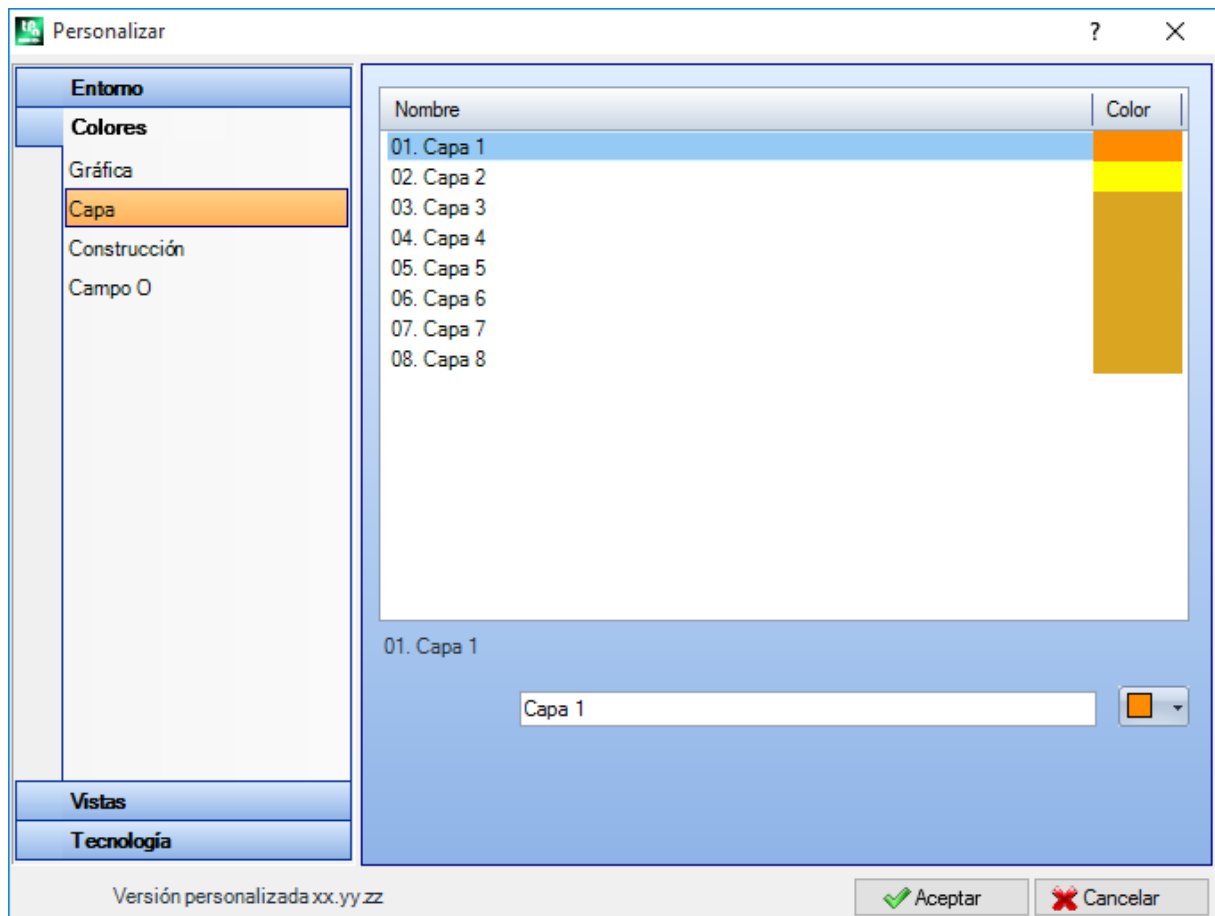 Personalizar
?
Entorno
Colores
Gráfica
Capa
Construcción
Campo O
Vistas
Tecnología
Nombre Color
01. Capa 1
02. Capa 2
03. Capa 3
04. Capa 4
05. Capa 5
06. Capa 6
07. Capa 7
08. Capa 8
01. Capa 1
Capa 1
Versión personalizada xx.yy.zz
Aceptar Cancelar